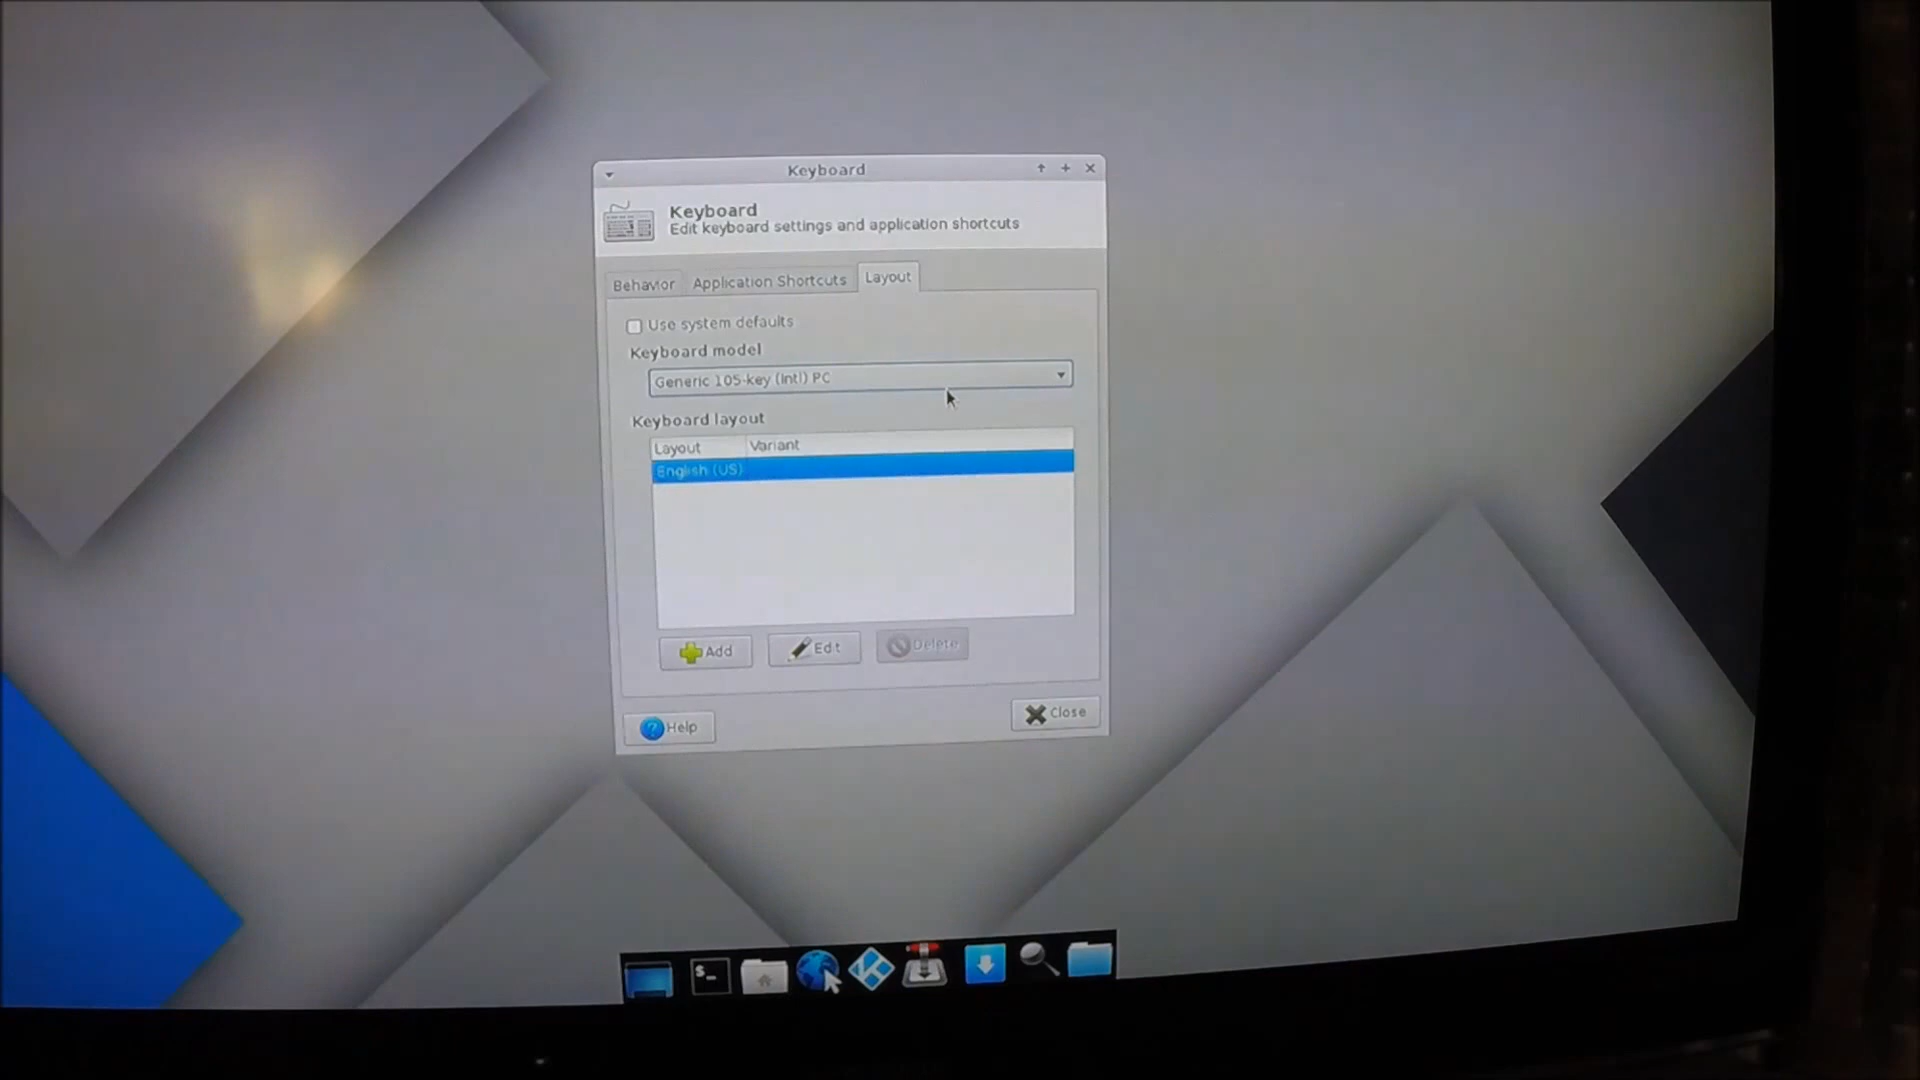 Keyboard
Keyboard
Edit keyboard settings and application shortcuts
Behavior Application Shortcuts Layout
Use system defaults
Keyboard model
Generic 105-key (Intl) PC
Keyboard layout
Layout Variant
English (US)
Add Edit Delete
Help Close
$_